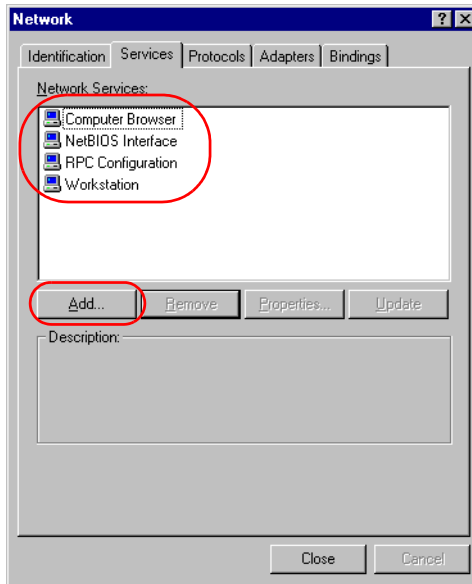 Network
Identification Services Protocols Adapters Bindings
Network Services:
Computer Browser
NetBIOS Interface
RPC Configuration
Workstation
Add... Remove Properties... Update
Description:
Close Cancel